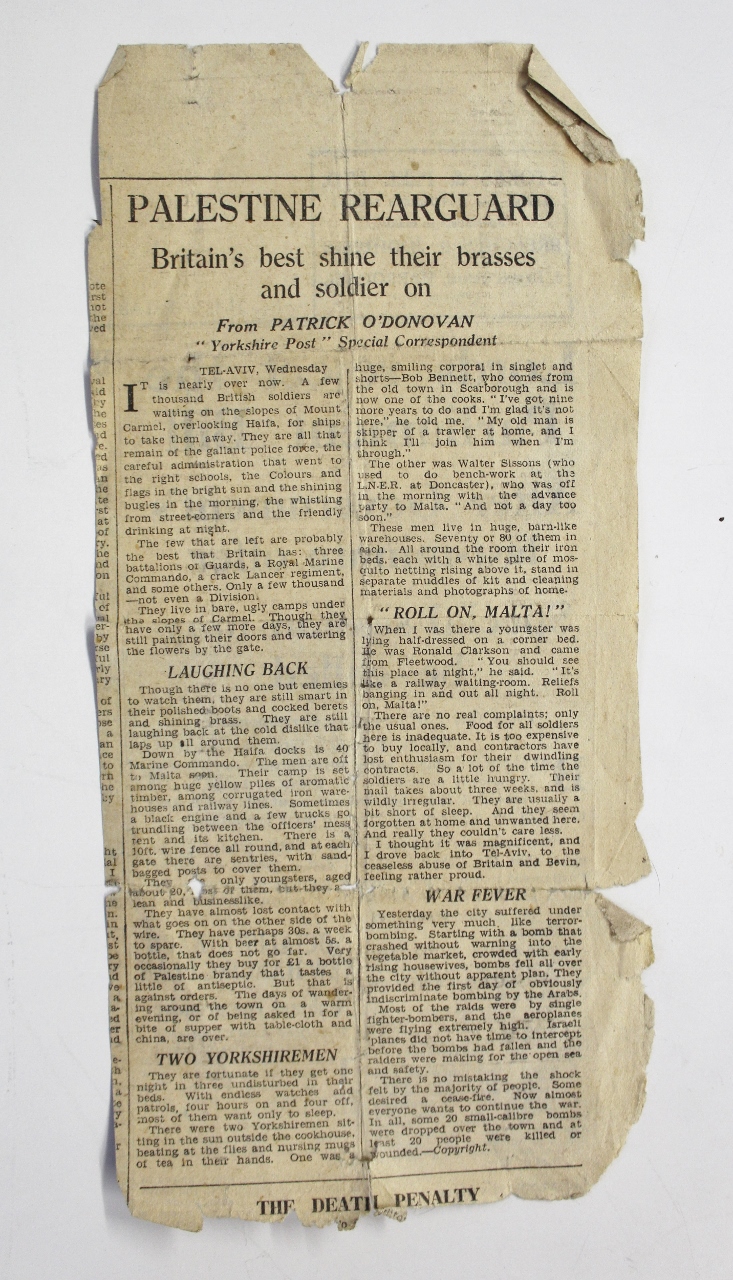 PALESTINE REARGUARD
Britain's best shine their brasses
and soldier on
From PATRICK O'DONOVAN
"Yorkshire Post" Special Correspondent
TEL-AVIV, Wednesday
IT is nearly over now. A few
thousand British soldiers are
waiting on the slopes of Mount
Carmel, overlooking Haifa, for ships
to take them away. They are all that
remain of the gallant police force, the
careful administration that went to
the right schools, the Colours and
flags in the bright sun and the shining
bugles in the morning, the whistling
from street-corners and the friendly
drinking at night.
The few that are left are probably
the best that Britain has: three
battalions of Guards, a Royal Marine
Commando, a crack Lancer regiment,
and some others. Only a few thousand
—not even a Division.
They live in bare, ugly camps under
the slopes of Carmel. Though they
have only a few more days, they are
still painting their doors and watering
the flowers by the gate.
LAUGHING BACK
Though there is no one but enemies
to watch them, they are still smart in
their polished boots and cocked berets
and shining brass. They are still
laughing back at the cold dislike that
laps up all around them.
Down by the Haifa docks is 40
Marine Commando. The men are off
to Malta soon. Their camp is set
among huge yellow piles of aromatic
timber, among corrugated iron ware-
houses and railway lines. Sometimes
a black engine and a few trucks go
trundling between the officers' mess
tent and its kitchen. There is a
10ft. wire fence all round, and at each
gate there are sentries, with sand-
bagged posts to cover them.
They only youngsters, aged
about 20, of them, but they
lean and businesslike.
They have almost lost contact with
what goes on on the other side of the
wire. They have perhaps 30s. a week
to spare. With beer at almost 5s. a
bottle, that does not go far. Very
occasionally they buy for £1 a bottle
of Palestine brandy that tastes a
little of antiseptic. But that is
against orders. The days of wander-
ing around the town on a warm
evening, or of being asked in for a
bite of supper with table-cloth and
china, are over.
TWO YORKSHIREMEN
They are fortunate if they get one
night in three undisturbed in their
beds. With endless watches and
patrols, four hours on and four off,
most of them want only to sleep.
There were two Yorkshiremen sit-
ting in the sun outside the cookhouse,
beating at the flies and nursing mugs
of tea in their hands. One was a
huge, smiling corporal in singlet and
shorts—Bob Bennett, who comes from
the old town in Scarborough and is
now one of the cooks. "I've got nine
more years to do and I'm glad it's not
here," he told me. "My old man is
skipper of a trawler at home, and I
think I'll join him when I'm
through."
The other was Walter Sissons (who
used to do bench-work at the
L.N.E.R. at Doncaster), who was off
in the morning with the advance
party to Malta. "And not a day too
soon."
These men live in huge, barn-like
warehouses. Seventy or 80 of them in
each. All around the room their iron
beds, each with a white spire of mos-
quito netting rising above it, stand in
separate muddles of kit and cleaning
materials and photographs of home.
"ROLL ON, MALTA!"
When I was there a youngster was
lying half-dressed on a corner bed.
He was Ronald Clarkson and came
from Fleetwood. "You should see
this place at night," he said. "It's
like a railway waiting-room. Reliefs
banging in and out all night. Roll
on, Malta!"
There are no real complaints; only
the usual ones. Food for all soldiers
here is inadequate. It is too expensive
to buy locally, and contractors have
lost enthusiasm for their dwindling
contracts. So a lot of the time the
soldiers are a little hungry. Their
mail takes about three weeks, and is
wildly irregular. They are usually a
bit short of sleep. And they seem
forgotten at home and unwanted here.
And really they couldn't care less.
I thought it was magnificent, and
I drove back into Tel-Aviv, to the
ceaseless abuse of Britain and Bevin,
feeling rather proud.
WAR FEVER
Yesterday the city suffered under
something very much like terror-
bombing. Starting with a bomb that
crashed without warning into the
vegetable market, crowded with early
rising housewives, bombs fell all over
the city without apparent plan. They
provided the first day of obviously
indiscriminate bombing by the Arabs.
Most of the raids were by single
fighter-bombers, and the aeroplanes
were flying extremely high. Israeli
'planes did not have time to intercept
before the bombs had fallen and the
raiders were making for the open sea
and safety.
There is no mistaking the shock
felt by the majority of people. Some
desired a cease-fire. Now almost
everyone wants to continue the war.
In all, some 20 small-calibre bombs
were dropped over the town and at
least 20 people were killed or
wounded.—Copyright.
THE DEATH PENALTY